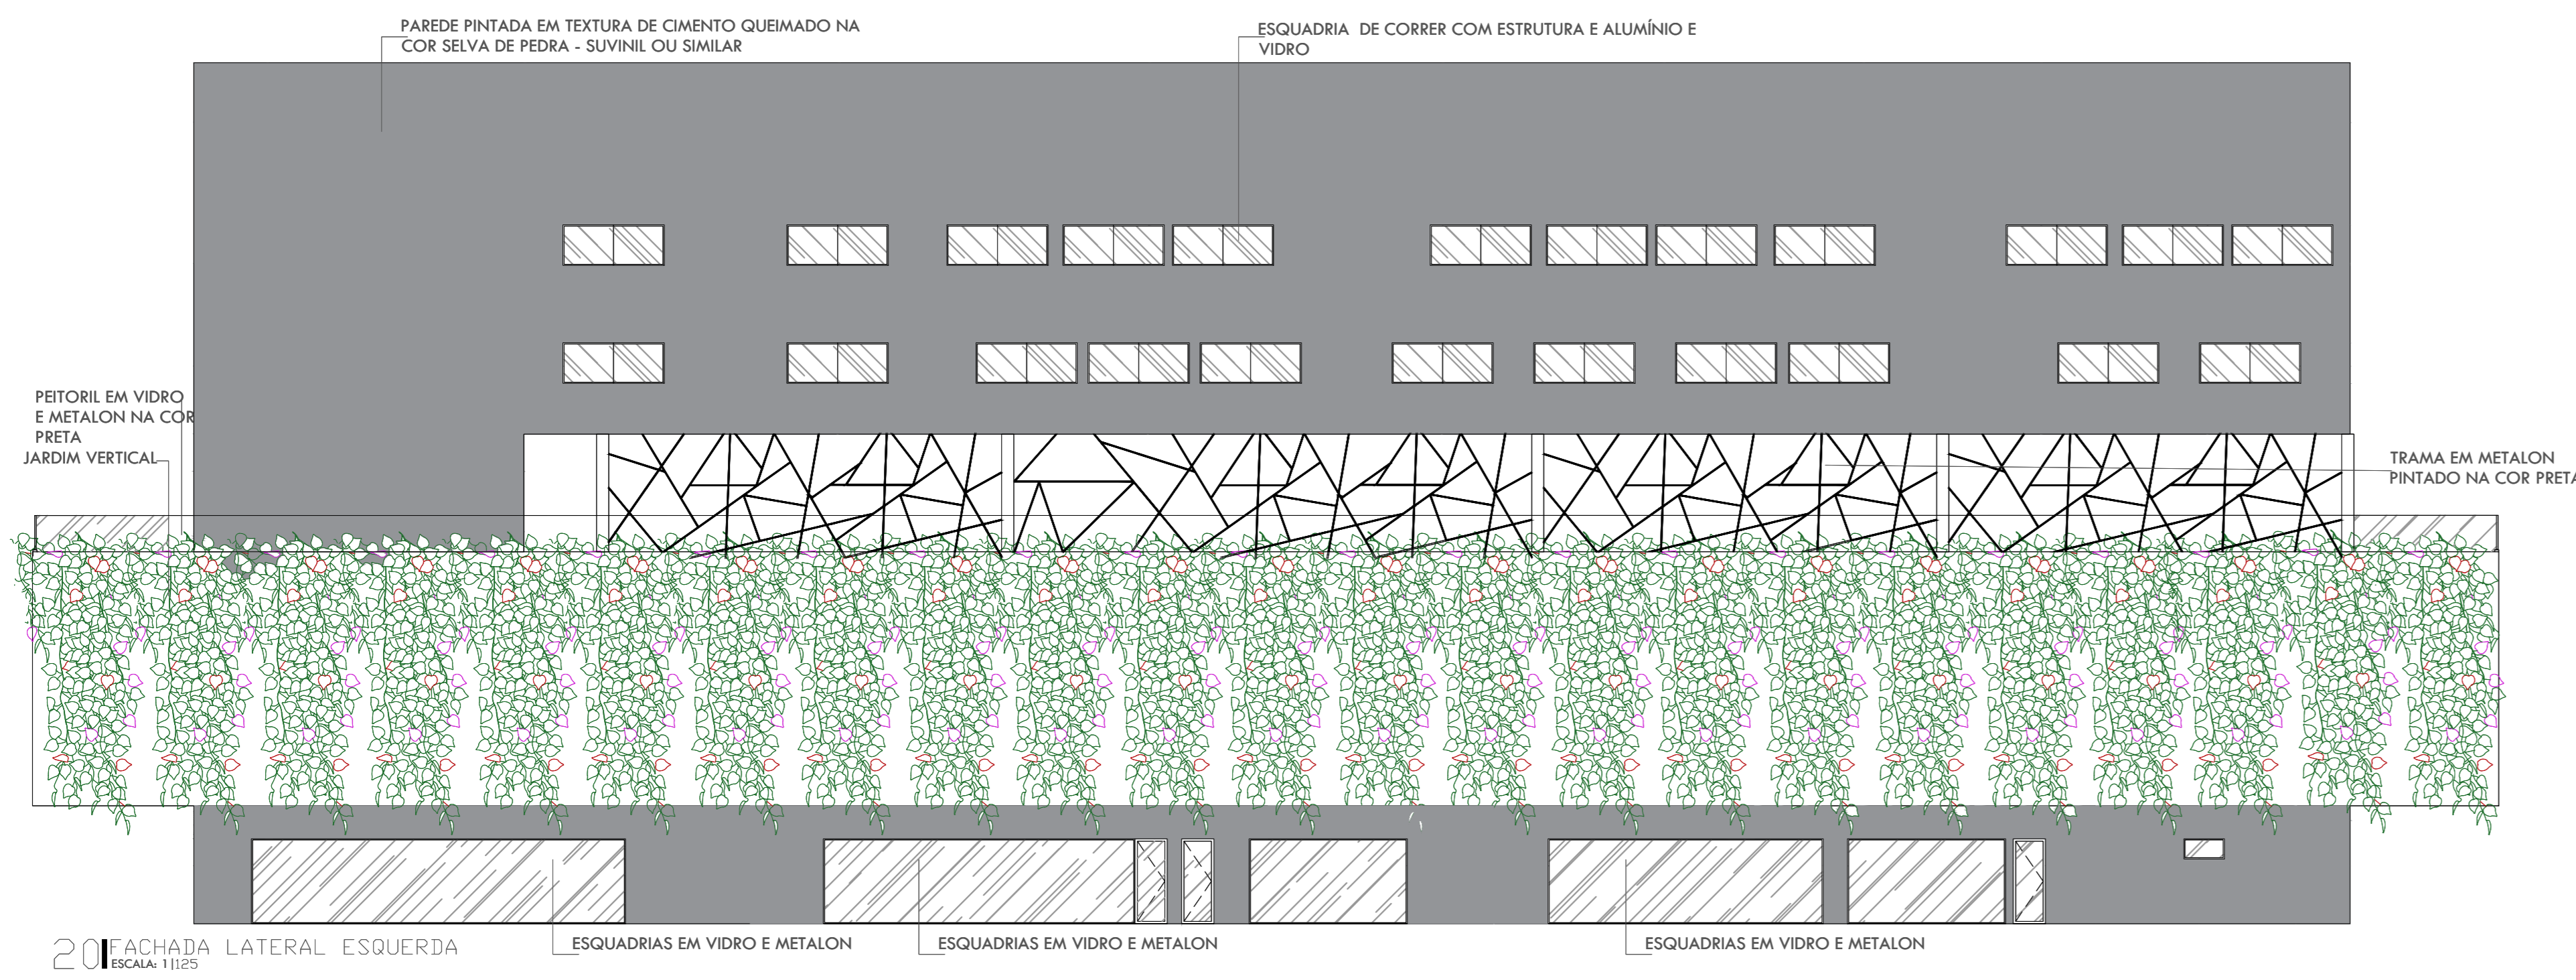 PAREDE PINTADA EM TEXTURA DE CIMENTO QUEIMADO NA
COR SELVA DE PEDRA - SUVINIL OU SIMILAR
ESQUADRIA DE CORRER COM ESTRUTURA E ALUMÍNIO E
VIDRO
PEITORIL EM VIDRO
E METALON NA COR
PRETA
JARDIM VERTICAL
TRAMA EM METALON
PINTADO NA COR PRETA
ESQUADRIAS EM VIDRO E METALON
ESQUADRIAS EM VIDRO E METALON
ESQUADRIAS EM VIDRO E METALON
20 FACHADA LATERAL ESQUERDA
ESCALA: 1|125